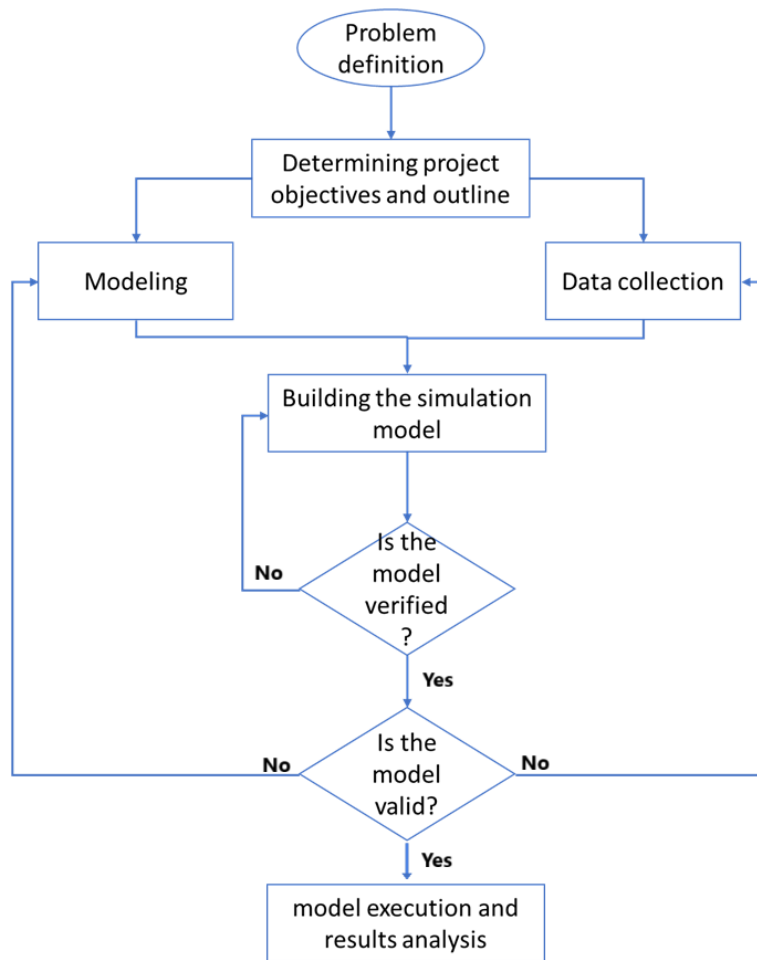 Problem
definition
Determining project
objectives and outline
Modeling
Data collection
Building the simulation
model
Is the
model
verified
?
No
Yes
Is the
model
valid?
No
No
Yes
model execution and
results analysis